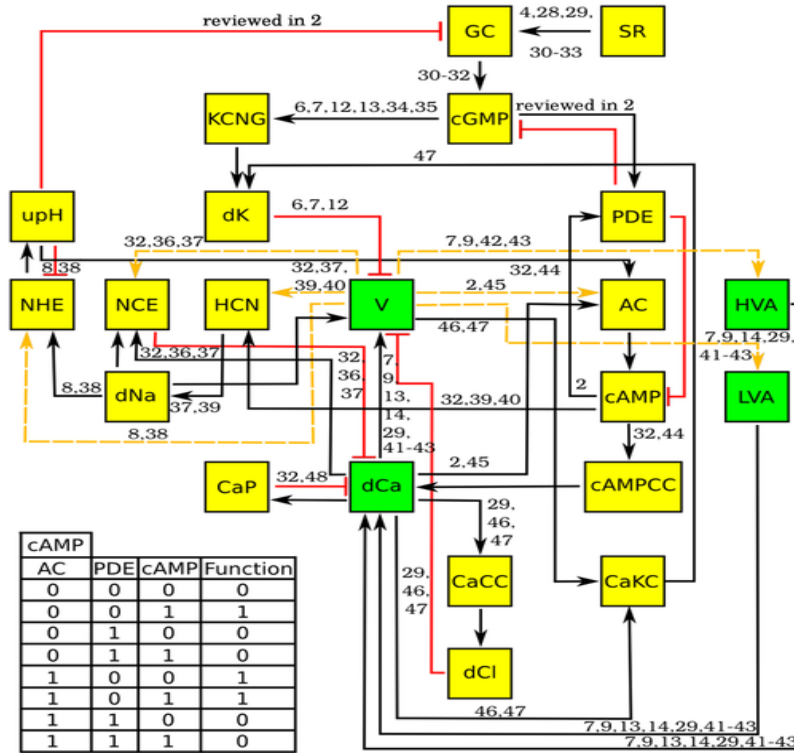 reviewed in 2
GC
4,28,29,
30-33
SR
30-32
KCNG
6,7,12,13,34,35
cGMP
reviewed in 2
47
upH
dK
6,7,12
PDE
32,36,37
7,9,42,43
8,38
32,37,
39,40
32,44
2,45
NHE
NCE
HCN
V
AC
HVA
46,47
7,9,14,29,
41-43
32,36,37
32,
36,
37
7,
9,
13,
14,
29,
41-43
8,38
dNa
37,39
32,39,40
2
cAMP
LVA
8,38
32,44
2,45
CaP
32,48
dCa
cAMPCC
29,
46,
47
29,
46,
47
CaCC
CaKC
dCl
46,47
7,9,13,14,29,41-43
7,9,13,14,29,41-43
cAMP
AC PDE cAMP Function
0 0 0 0
0 0 1 1
0 1 0 0
0 1 1 0
1 0 0 1
1 0 1 1
1 1 0 0
1 1 1 0